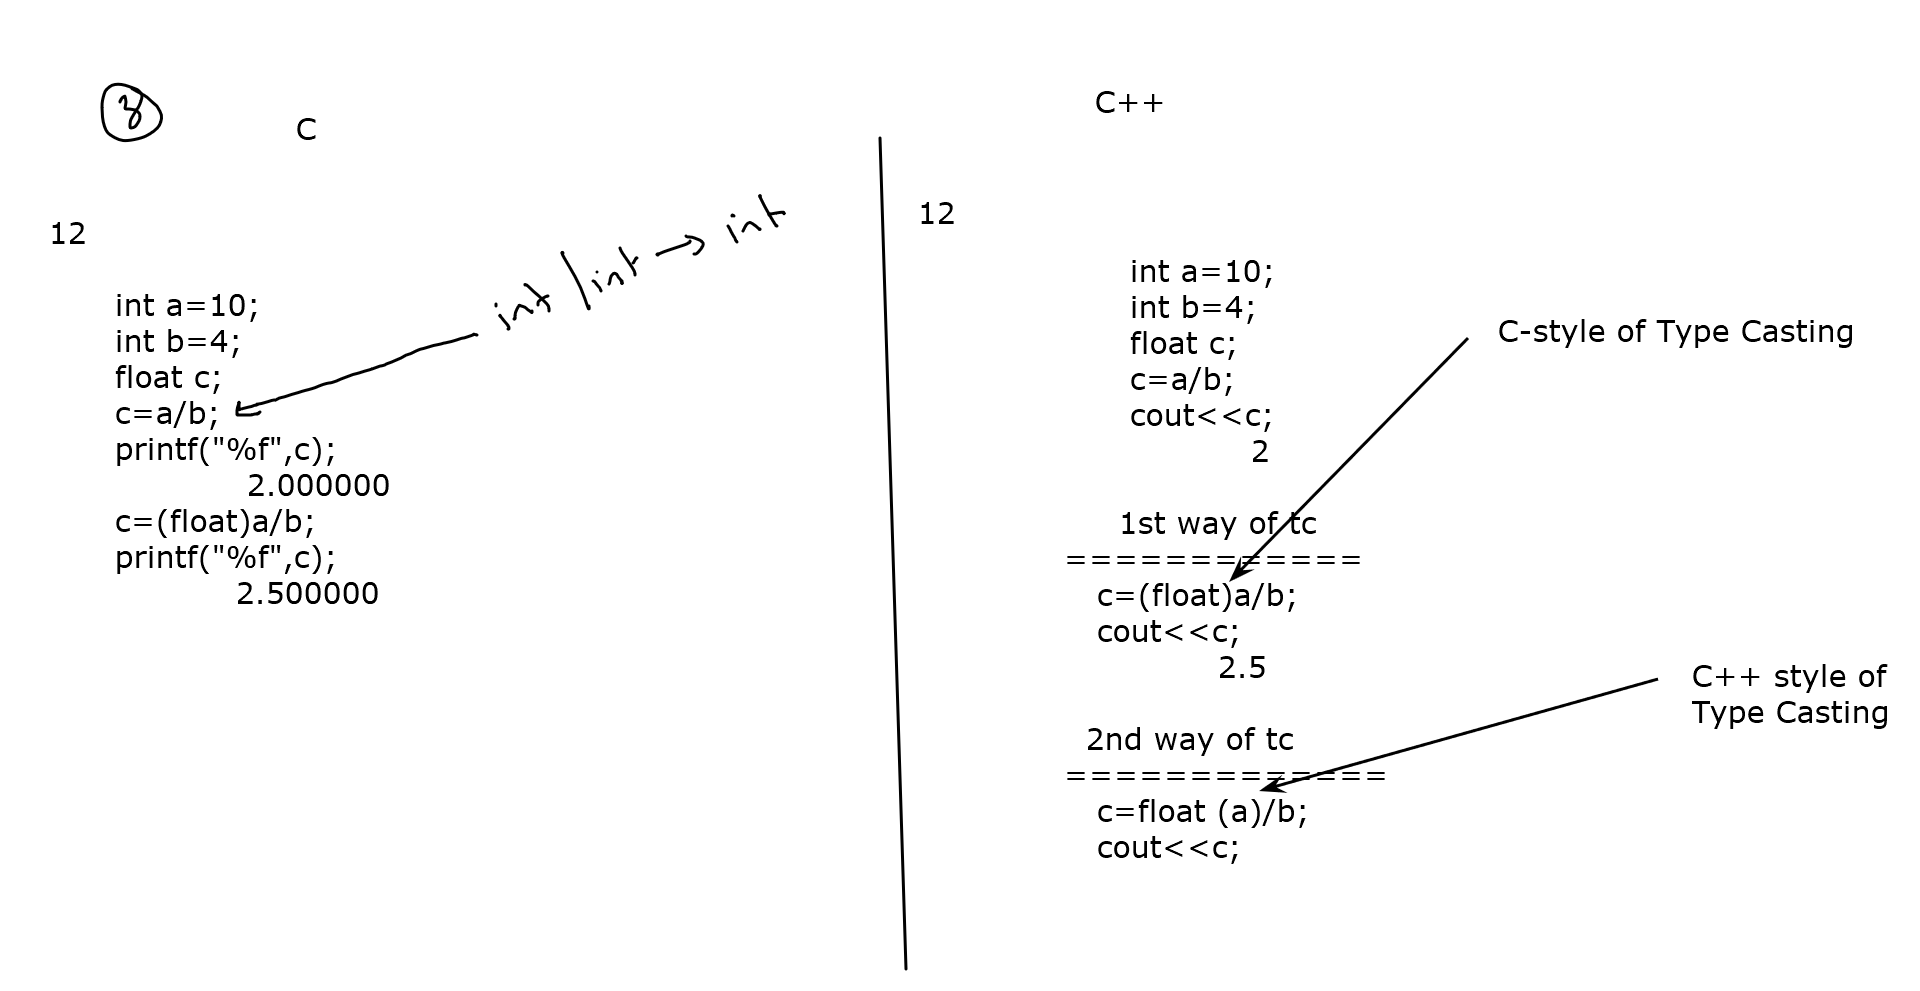 3
C
12
int / int → int
int a=10;
int b=4;
float c;
c=a/b;
printf("%f",c);
2.000000
c=(float)a/b;
printf("%f",c);
2.500000
C++
12
int a=10;
int b=4;
float c;
c=a/b;
cout<<c;
2
C-style of Type Casting
1st way of tc
============
c=(float)a/b;
cout<<c;
2.5
C++ style of
Type Casting
2nd way of tc
=============
c=float (a)/b;
cout<<c;